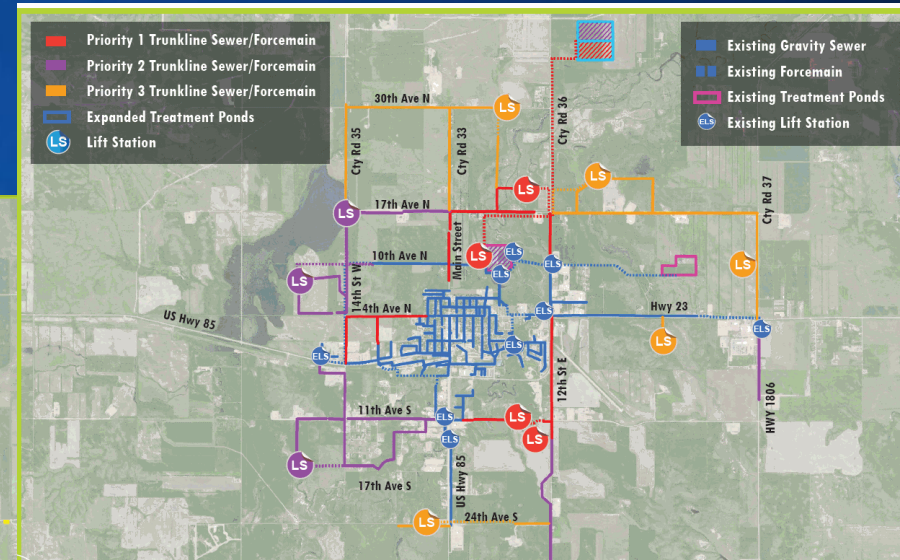 Priority 1 Trunkline Sewer/Forcemain
Priority 2 Trunkline Sewer/Forcemain
Priority 3 Trunkline Sewer/Forcemain
Expanded Treatment Ponds
LS Lift Station
Existing Gravity Sewer
Existing Forcemain
Existing Treatment Ponds
ELS Existing Lift Station
30th Ave N
LS
Cty Rd 35
Cty Rd 33
Cty Rd 36
LS
LS
Cty Rd 37
LS
17th Ave N
Main Street
10th Ave N
LS
ELS
ELS
ELS
LS
LS
14th St W
14th Ave N
ELS
Hwy 23
US Hwy 85
ELS
LS
ELS
ELS
12th St E
HWY 1806
11th Ave S
ELS
LS
ELS
LS
LS
US Hwy 85
17th Ave S
LS
24th Ave S